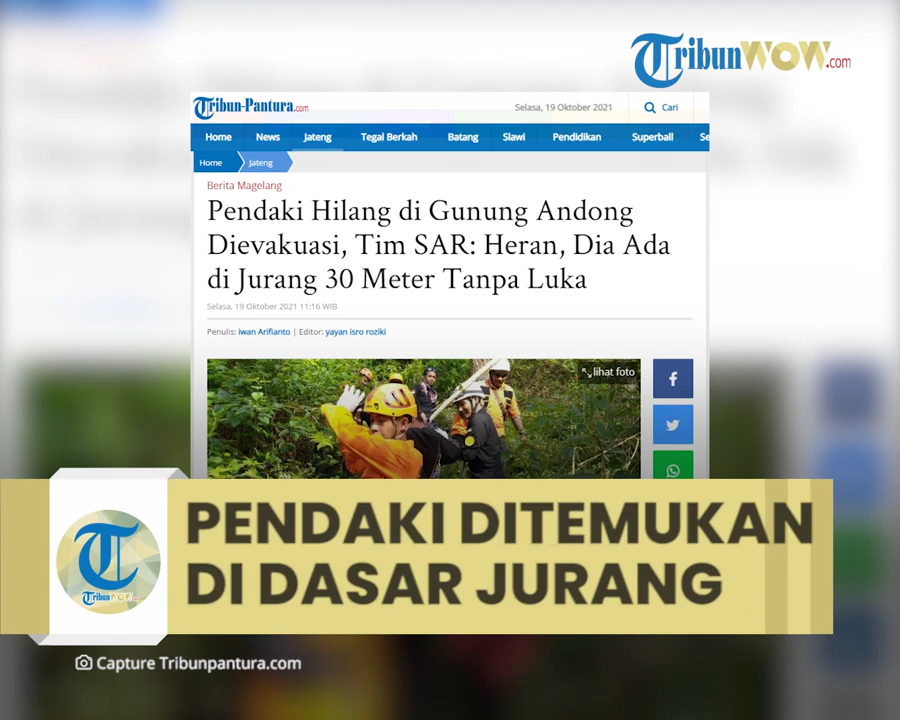 TribunWOW.com
Tribun-Pantura.com
Selasa, 19 Oktober 2021
Cari
Home News Jateng Tegal Berkah Batang Slawi Pendidikan Superball Se
Home Jateng
Berita Magelang
Pendaki Hilang di Gunung Andong
Dievakuasi, Tim SAR: Heran, Dia Ada
di Jurang 30 Meter Tanpa Luka
Selasa, 19 Oktober 2021 11:16 WIB
Penulis: iwan Arifianto | Editor: yayan isro roziki
lihat foto
PENDAKI DITEMUKAN
DI DASAR JURANG
T
TribunWOW.com
Capture Tribunpantura.com